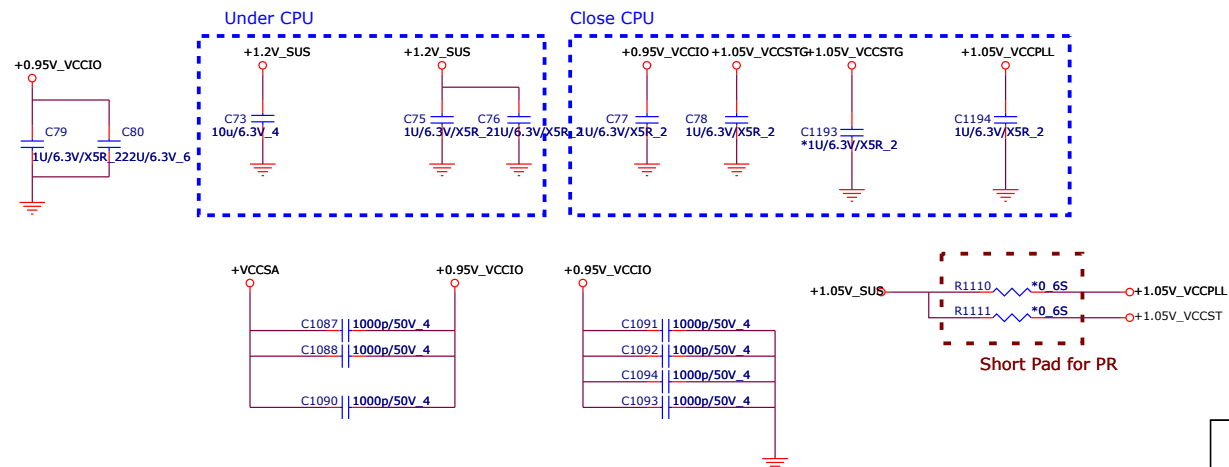 Under CPU
Close CPU
+0.95V_VCCIO
C79
1U/6.3V/X5R_2
C80
22U/6.3V_6
+1.2V_SUS
C73
10u/6.3V_4
+1.2V_SUS
C75
1U/6.3V/X5R_2
C76
1U/6.3V/X5R_2
+0.95V_VCCIO
C77
1U/6.3V/X5R_2
+1.05V_VCCSTG
C78
1U/6.3V/X5R_2
+1.05V_VCCSTG
C1193
*1U/6.3V/X5R_2
+1.05V_VCCPLL
C1194
1U/6.3V/X5R_2
+VCCSA
+0.95V_VCCIO
C1087
1000p/50V_4
C1088
1000p/50V_4
C1090
1000p/50V_4
+0.95V_VCCIO
C1091
1000p/50V_4
C1092
1000p/50V_4
C1094
1000p/50V_4
C1093
1000p/50V_4
+1.05V_SUS
R1110
*0_6S
+1.05V_VCCPLL
R1111
*0_6S
+1.05V_VCCST
Short Pad for PR